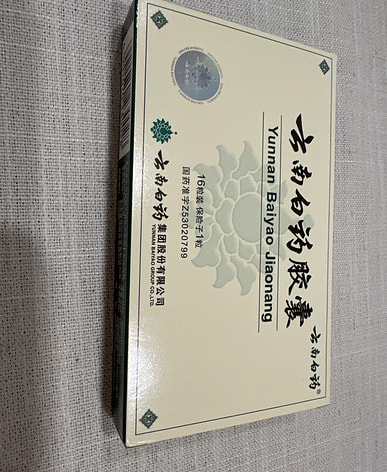 云南白药®
云南白药胶囊
Yunnan Baiyao Jiaonang
16粒装 保险子1粒
国药准字Z53020799
云南白药集团股份有限公司
YUNNAN BAIYAO GROUP CO.,LTD.